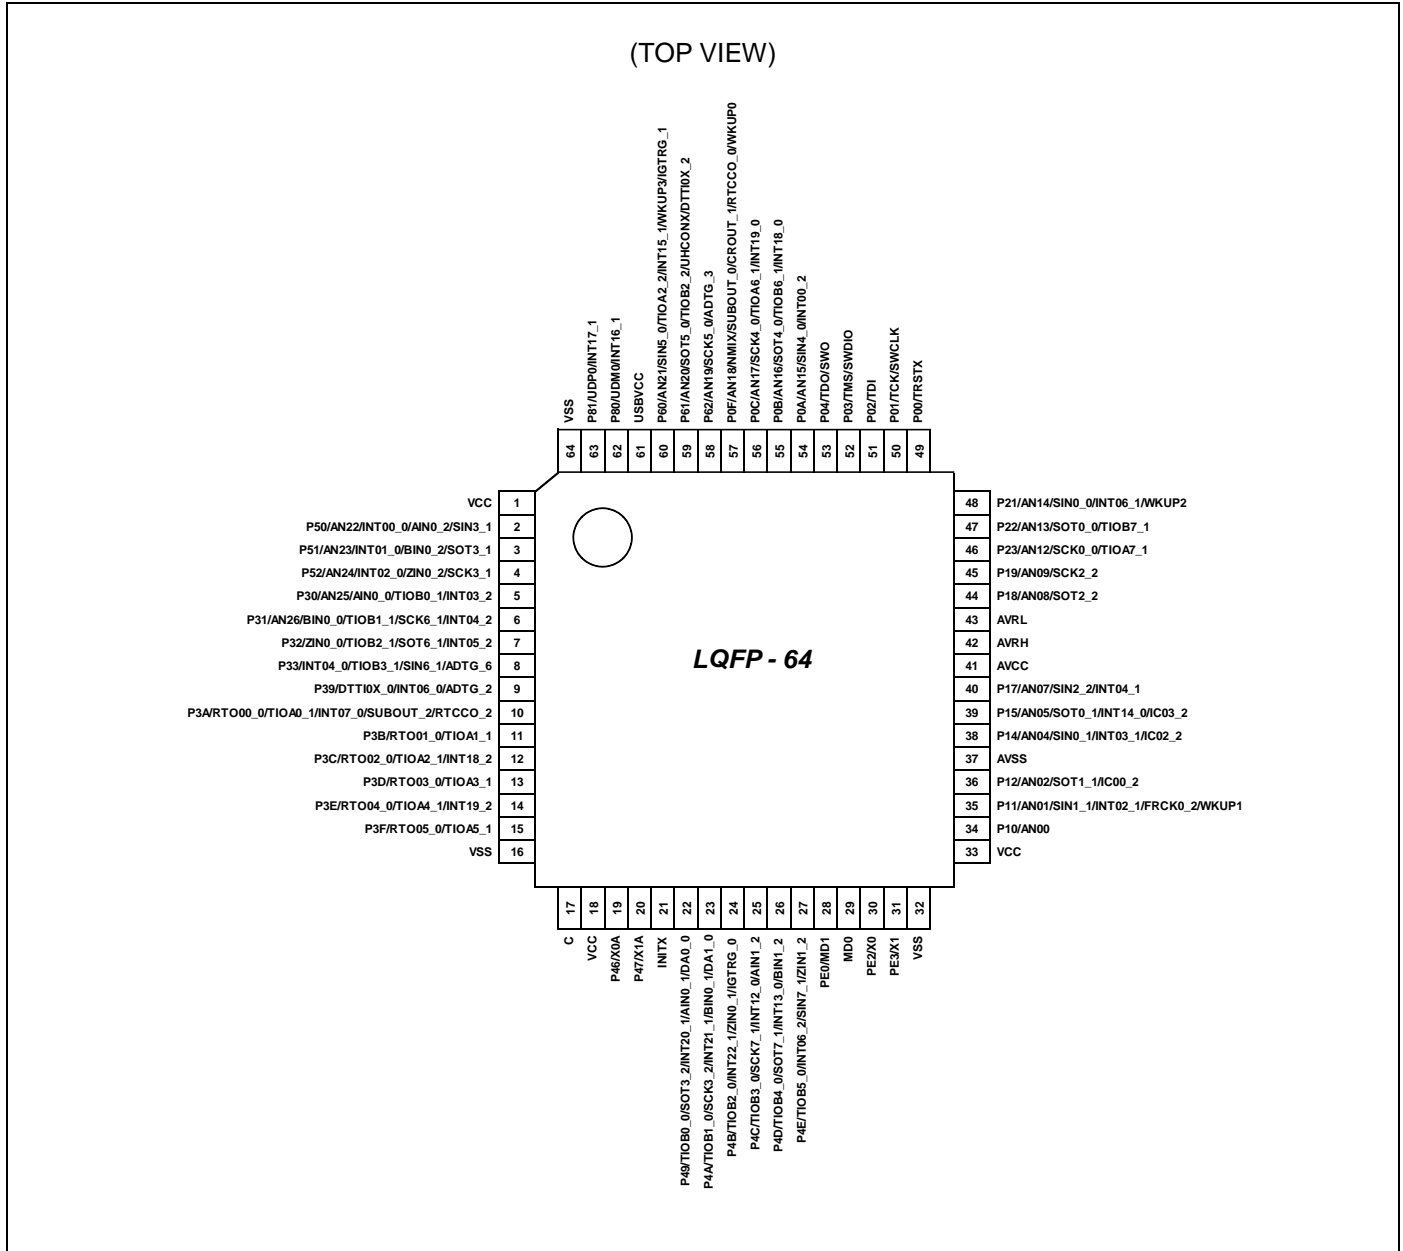 (TOP VIEW)
VSS
P81/UDP0/INT17_1
P80/UDM0/INT16_1
USBVCC
P60/AN21/SIN5_0/TIOA2_2/INT15_1/WKUP3/IGTRG_1
P61/AN20/SOT5_0/TIOB2_2/UHCONX/DTTI0X_2
P62/AN19/SCK5_0/ADTG_3
P0F/AN18/NMIX/SUBOUT_0/CROUT_1/RTCCO_0/WKUP0
P0C/AN17/SCK4_0/TIOA6_1/INT19_0
P0B/AN16/SOT4_0/TIOB6_1/INT18_0
P0A/AN15/SIN4_0/INT00_2
P04/TDO/SWO
P03/TMS/SWDIO
P02/TDI
P01/TCK/SWCLK
P00/TRSTX
64 63 62 61 60 59 58 57 56 55 54 53 52 51 50 49
VCC 1
P50/AN22/INT00_0/AIN0_2/SIN3_1 2
P51/AN23/INT01_0/BIN0_2/SOT3_1 3
P52/AN24/INT02_0/ZIN0_2/SCK3_1 4
P30/AN25/AIN0_0/TIOB0_1/INT03_2 5
P31/AN26/BIN0_0/TIOB1_1/SCK6_1/INT04_2 6
P32/ZIN0_0/TIOB2_1/SOT6_1/INT05_2 7
P33/INT04_0/TIOB3_1/SIN6_1/ADTG_6 8
P39/DTTI0X_0/INT06_0/ADTG_2 9
P3A/RTO00_0/TIOA0_1/INT07_0/SUBOUT_2/RTCCO_2 10
P3B/RTO01_0/TIOA1_1 11
P3C/RTO02_0/TIOA2_1/INT18_2 12
P3D/RTO03_0/TIOA3_1 13
P3E/RTO04_0/TIOA4_1/INT19_2 14
P3F/RTO05_0/TIOA5_1 15
VSS 16
LQFP - 64
48 P21/AN14/SIN0_0/INT06_1/WKUP2
47 P22/AN13/SOT0_0/TIOB7_1
46 P23/AN12/SCK0_0/TIOA7_1
45 P19/AN09/SCK2_2
44 P18/AN08/SOT2_2
43 AVRL
42 AVRH
41 AVCC
40 P17/AN07/SIN2_2/INT04_1
39 P15/AN05/SOT0_1/INT14_0/IC03_2
38 P14/AN04/SIN0_1/INT03_1/IC02_2
37 AVSS
36 P12/AN02/SOT1_1/IC00_2
35 P11/AN01/SIN1_1/INT02_1/FRCK0_2/WKUP1
34 P10/AN00
33 VCC
17 18 19 20 21 22 23 24 25 26 27 28 29 30 31 32
C
VCC
P46/X0A
P47/X1A
INITX
P49/TIOB0_0/SOT3_2/INT20_1/AIN0_1/DA0_0
P4A/TIOB1_0/SCK3_2/INT21_1/BIN0_1/DA1_0
P4B/TIOB2_0/INT22_1/ZIN0_1/IGTRG_0
P4C/TIOB3_0/SCK7_1/INT12_0/AIN1_2
P4D/TIOB4_0/SOT7_1/INT13_0/BIN1_2
P4E/TIOB5_0/INT06_2/SIN7_1/ZIN1_2
PE0/MD1
MD0
PE2/X0
PE3/X1
VSS